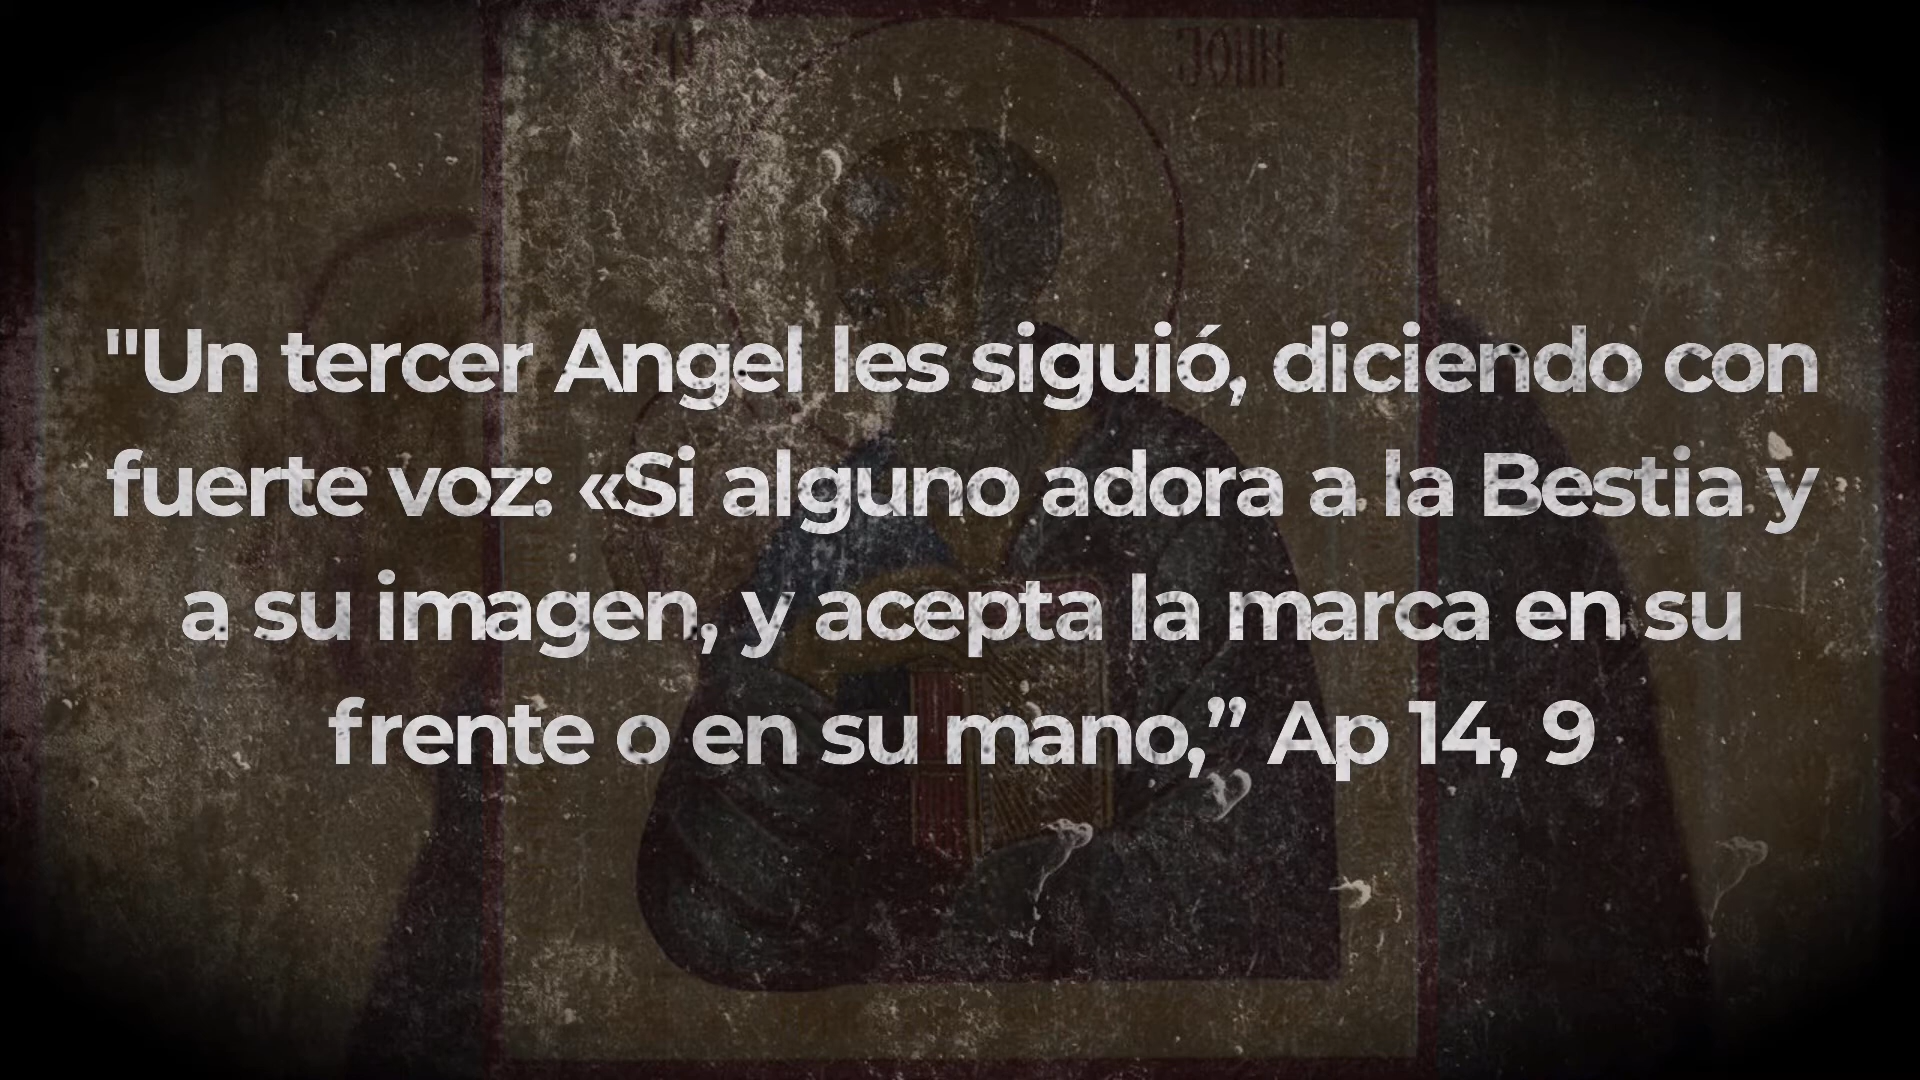 JOHN
"Un tercer Angel les siguió, diciendo con
fuerte voz: «Si alguno adora a la Bestia y
a su imagen, y acepta la marca en su
frente o en su mano,” Ap 14, 9